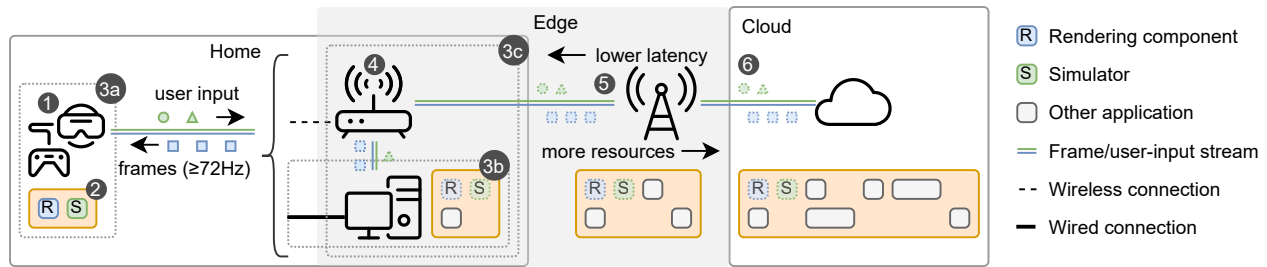 Edge
Home
Cloud
3c
lower latency
4
5
6
3a
1
user input
frames (≥72Hz)
more resources
2
R S
3b
R S
R S
R S
R Rendering component
S Simulator
Other application
Frame/user-input stream
Wireless connection
Wired connection